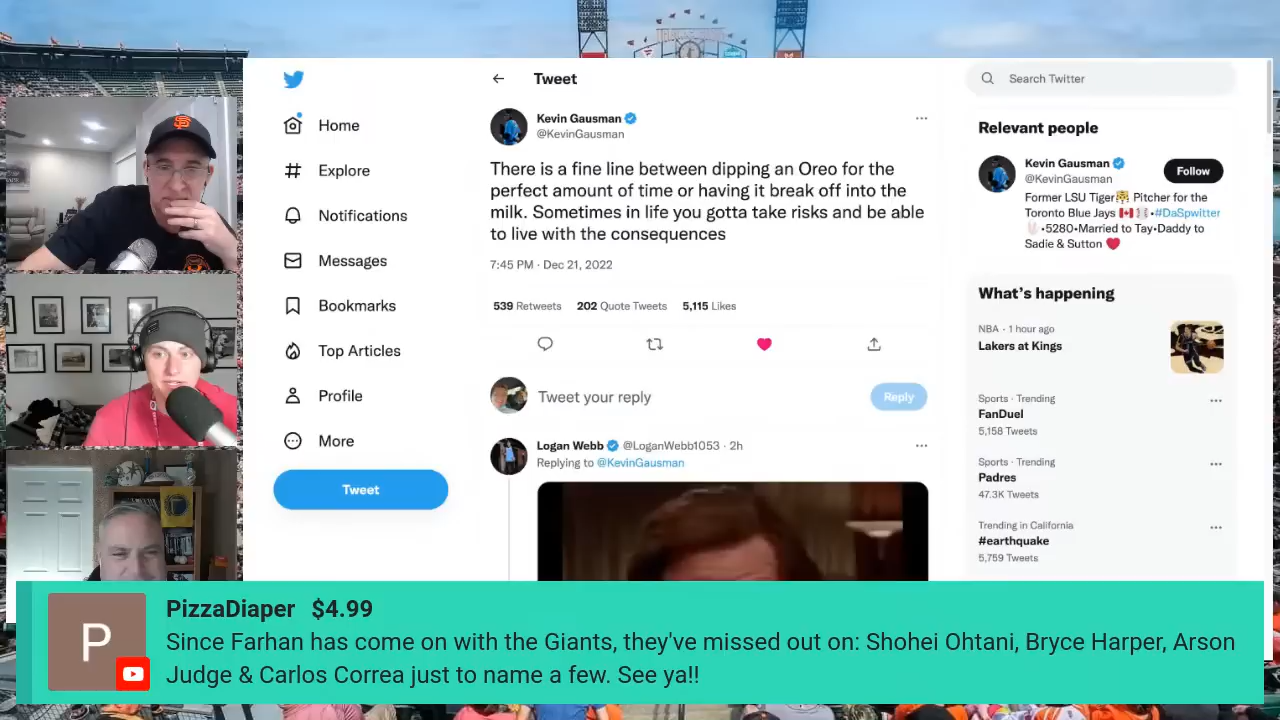 Tweet
Search Twitter
Home
Explore
Notifications
Messages
Bookmarks
Top Articles
Profile
More
Tweet
Kevin Gausman
@KevinGausman
There is a fine line between dipping an Oreo for the
perfect amount of time or having it break off into the
milk. Sometimes in life you gotta take risks and be able
to live with the consequences
7:45 PM · Dec 21, 2022
539 Retweets 202 Quote Tweets 5,115 Likes
Tweet your reply
Reply
Logan Webb @LoganWebb1053 · 2h
Replying to @KevinGausman
Relevant people
Kevin Gausman
@KevinGausman
Follow
Former LSU Tiger🐯 Pitcher for the
Toronto Blue Jays 🇨🇦⚾•#DaSpwitter
✌🏻•5280•Married to Tay•Daddy to
Sadie & Sutton ❤️
What's happening
NBA · 1 hour ago
Lakers at Kings
Sports · Trending
FanDuel
5,158 Tweets
Sports · Trending
Padres
47.3K Tweets
Trending in California
#earthquake
5,759 Tweets
P
PizzaDiaper $4.99
Since Farhan has come on with the Giants, they've missed out on: Shohei Ohtani, Bryce Harper, Arson
Judge & Carlos Correa just to name a few. See ya!!
SF